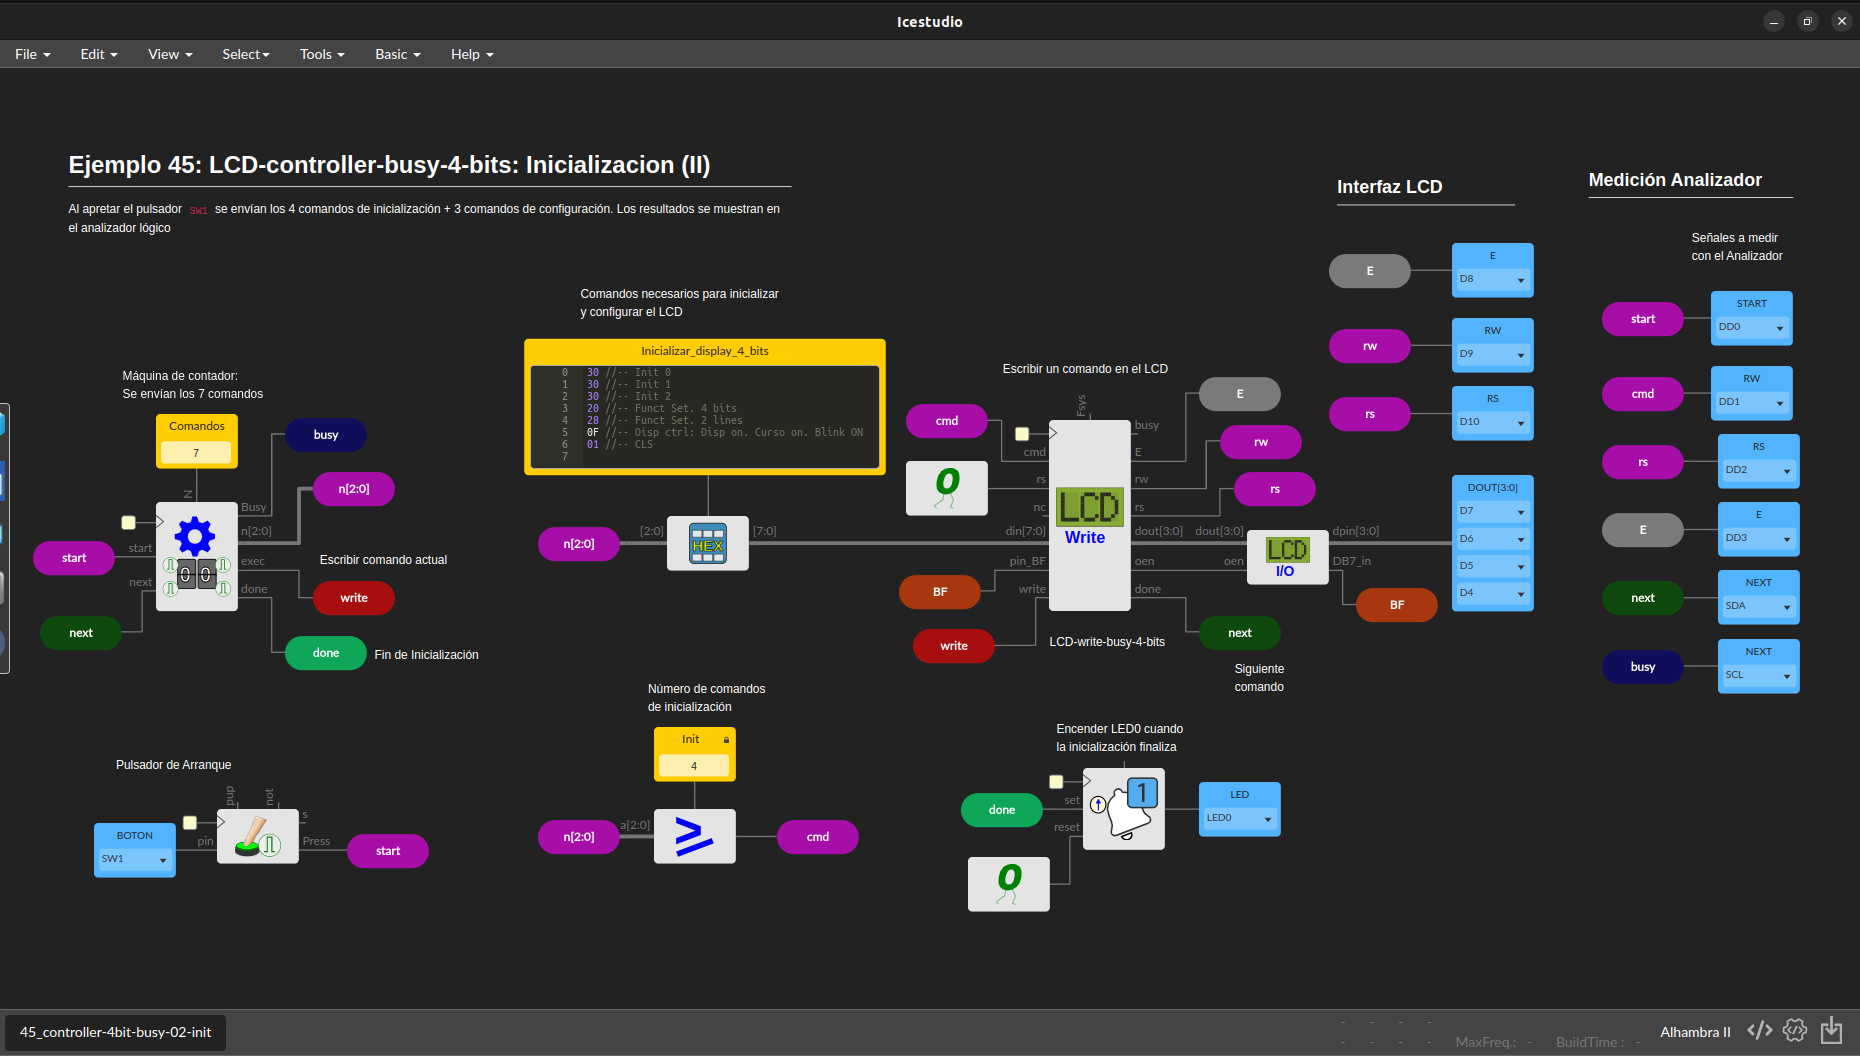 Icestudio
File Edit View Select Tools Basic Help
Ejemplo 45: LCD-controller-busy-4-bits: Inicializacion (II)
Al apretar el pulsador SW1 se envían los 4 comandos de inicialización + 3 comandos de configuración. Los resultados se muestran en
el analizador lógico
Máquina de contador:
Se envían los 7 comandos
Comandos
7
N
start
next
Busy
n[2:0]
exec
done
start
next
busy
n[2:0]
Escribir comando actual
write
done
Fin de Inicialización
Comandos necesarios para inicializar
y configurar el LCD
Inicializar_display_4_bits
0 30 //-- Init 0
1 30 //-- Init 1
2 30 //-- Init 2
3 20 //-- Funct Set. 4 bits
4 28 //-- Funct Set. 2 lines
5 0F //-- Disp ctrl: Disp on. Curso on. Blink ON
6 01 //-- CLS
7
n[2:0]
[2:0]
HEX
[7:0]
Escribir un comando en el LCD
cmd
0
BF
write
Fsys
cmd
rs
nc
din[7:0]
pin_BF
write
LCD
Write
busy
E
rw
rs
dout[3:0]
oen
done
LCD-write-busy-4-bits
E
rw
rs
dout[3:0]
oen
LCD
I/O
dpin[3:0]
DB7_in
BF
next
Siguiente
comando
Interfaz LCD
E
E
D8
rw
RW
D9
rs
RS
D10
DOUT[3:0]
D7
D6
D5
D4
Medición Analizador
Señales a medir
con el Analizador
start
START
DD0
cmd
RW
DD1
rs
RS
DD2
E
E
DD3
next
NEXT
SDA
busy
NEXT
SCL
Pulsador de Arranque
BOTON
SW1
pup
not
pin
s
Press
start
Número de comandos
de inicialización
Init
4
n[2:0]
a[2:0]
≥
cmd
Encender LED0 cuando
la inicialización finaliza
done
0
set
reset
1
LED
LED0
45_controller-4bit-busy-02-init
- - - -
- - - -
MaxFreq.: -
BuildTime : -
Alhambra II